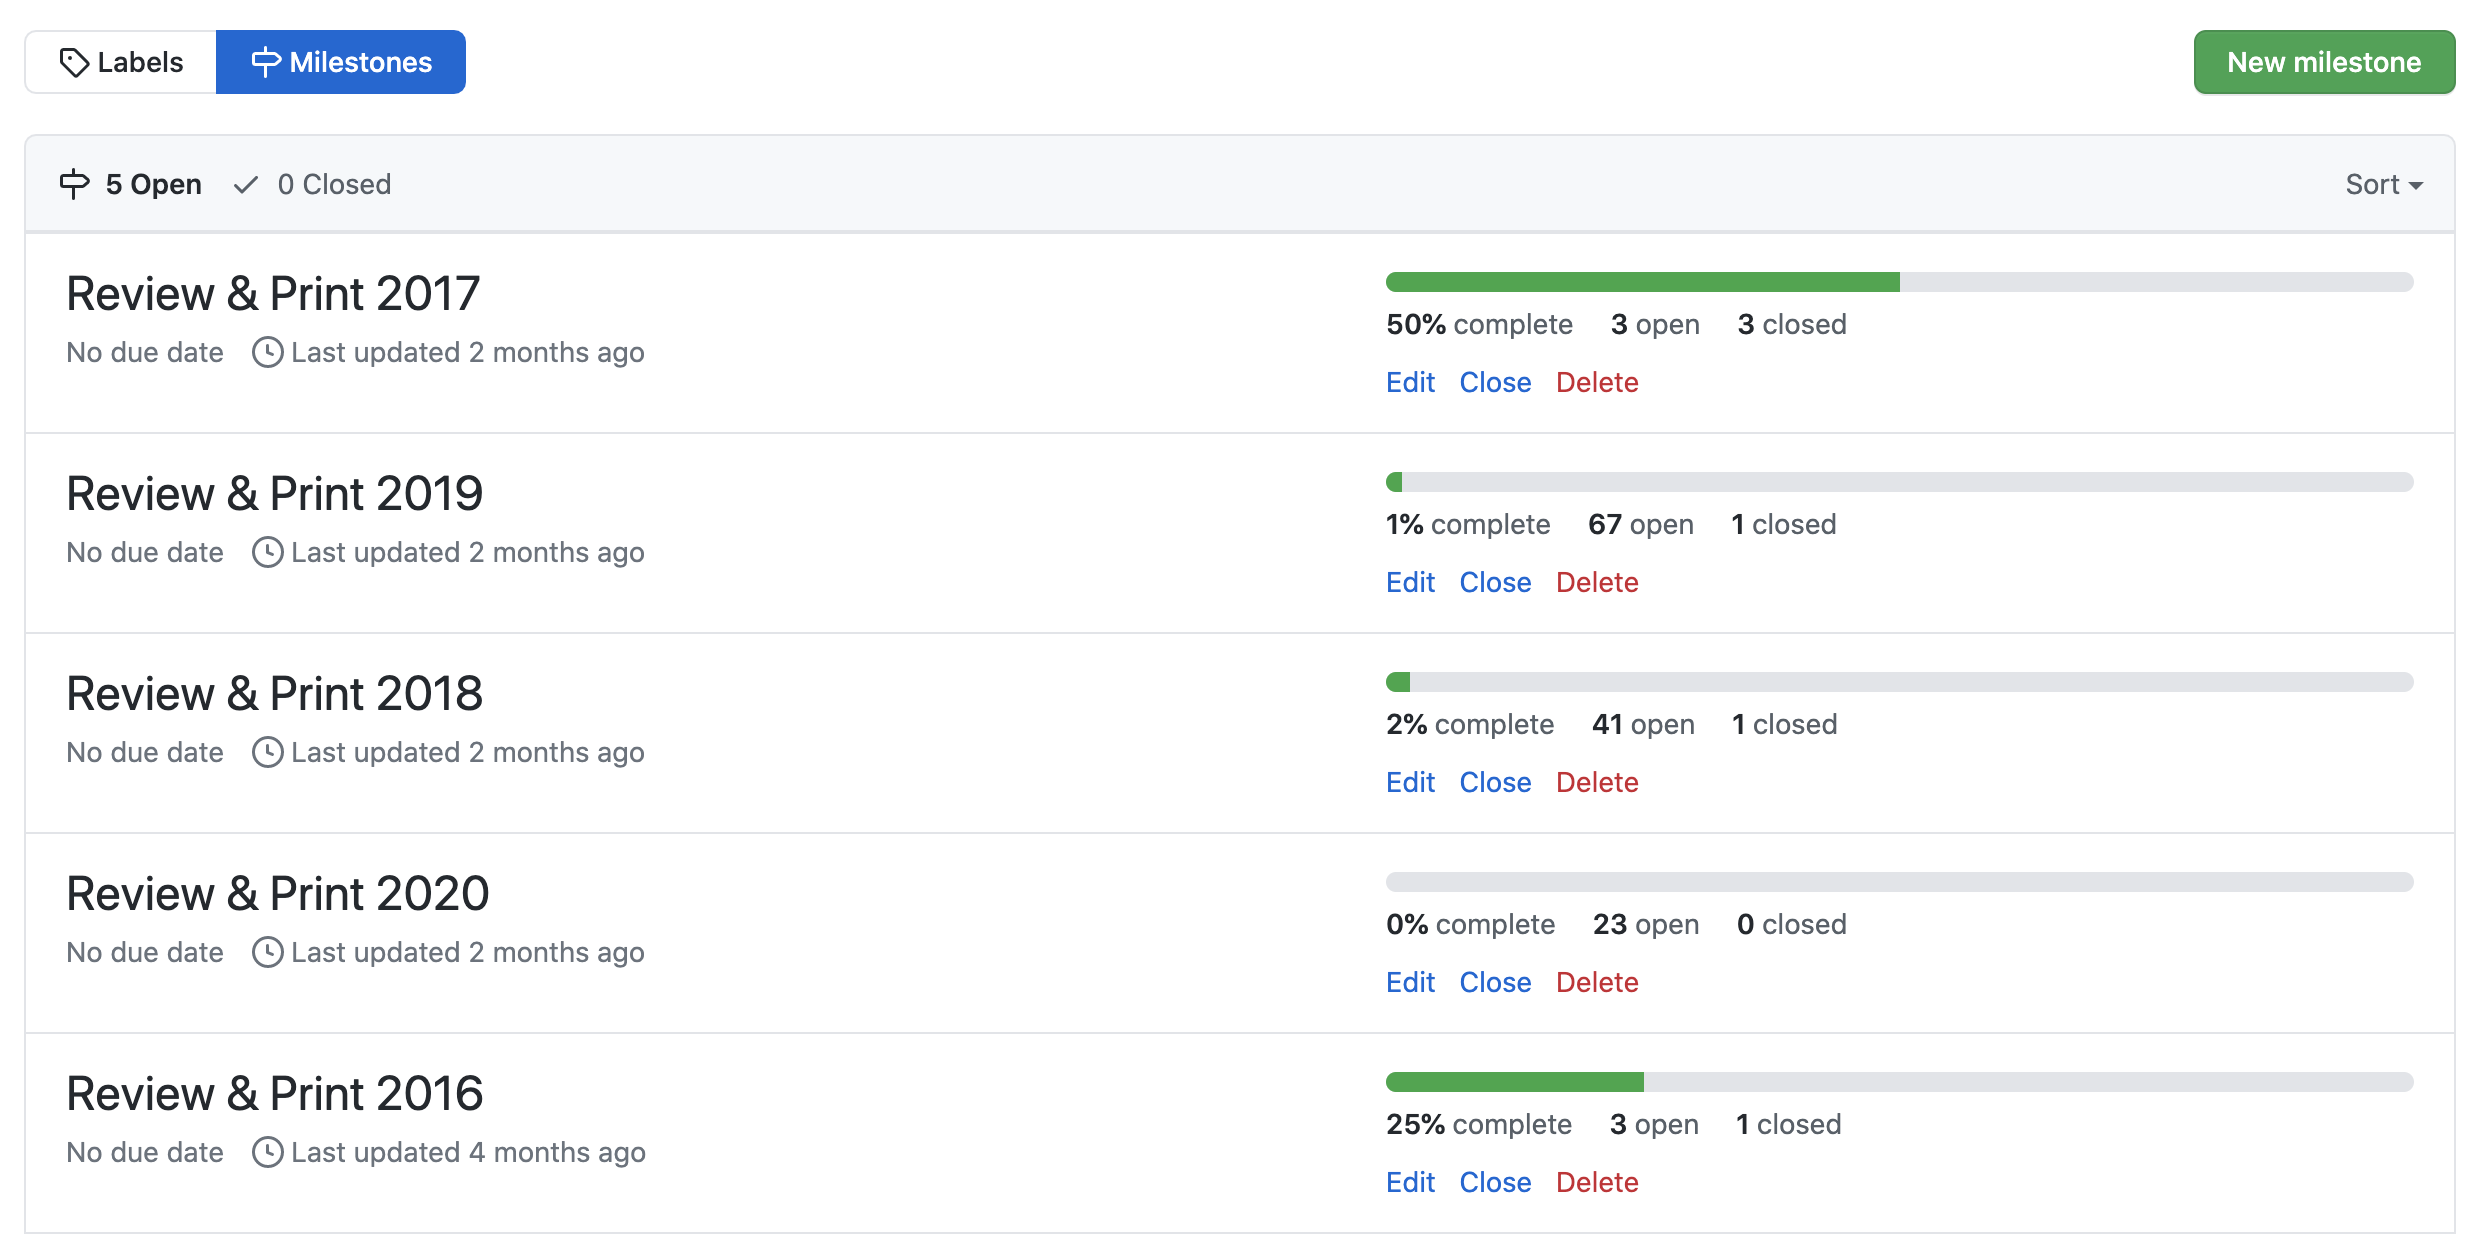 Labels Milestones New milestone
5 Open 0 Closed Sort
Review & Print 2017
No due date Last updated 2 months ago
50% complete 3 open 3 closed
Edit Close Delete
Review & Print 2019
No due date Last updated 2 months ago
1% complete 67 open 1 closed
Edit Close Delete
Review & Print 2018
No due date Last updated 2 months ago
2% complete 41 open 1 closed
Edit Close Delete
Review & Print 2020
No due date Last updated 2 months ago
0% complete 23 open 0 closed
Edit Close Delete
Review & Print 2016
No due date Last updated 4 months ago
25% complete 3 open 1 closed
Edit Close Delete